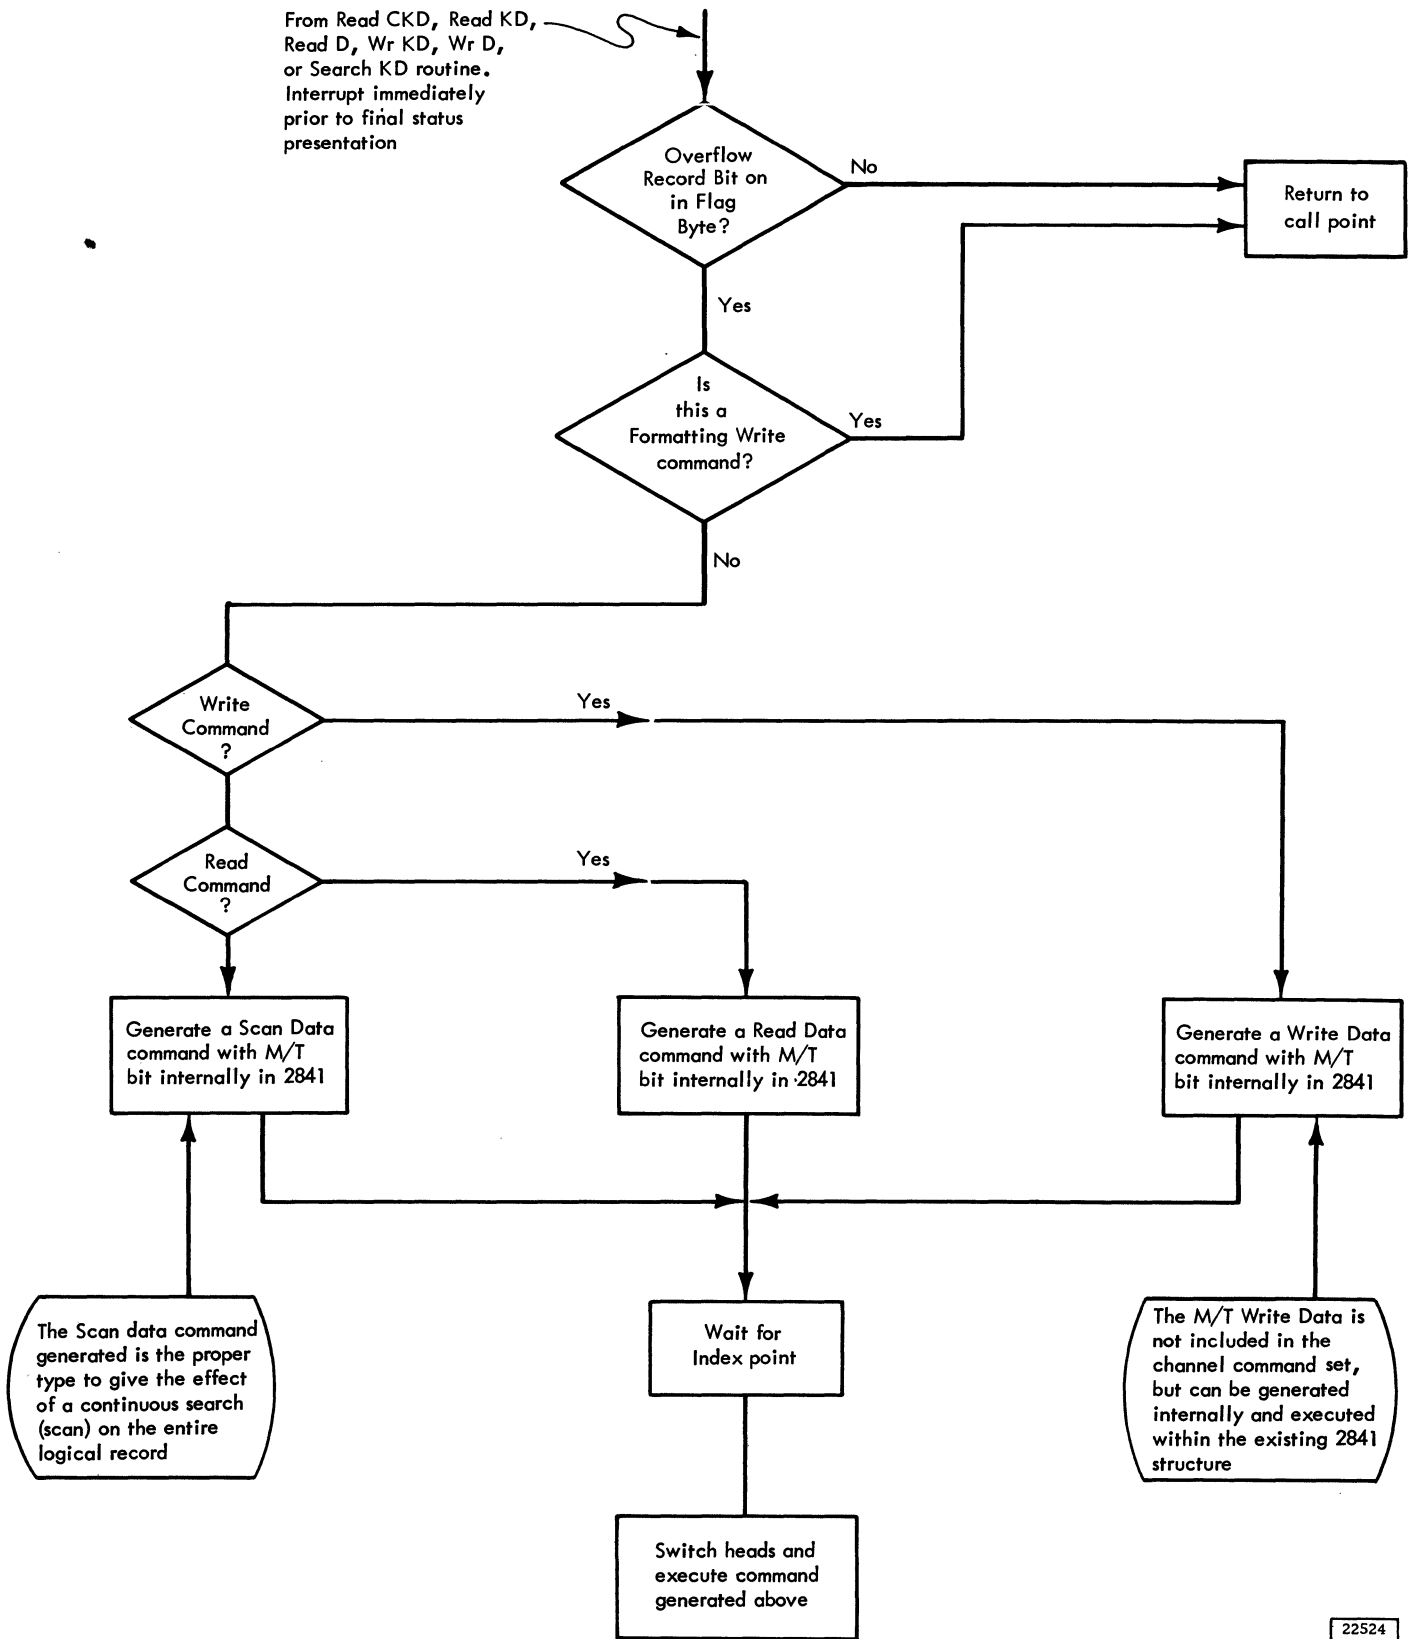 From Read CKD, Read KD,
Read D, Wr KD, Wr D,
or Search KD routine.
Interrupt immediately
prior to final status
presentation
Overflow
Record Bit on
in Flag
Byte?
No
Return to
call point
Yes
Is
this a
Formatting Write
command?
Yes
No
Write
Command
?
Yes
Read
Command
?
Yes
Generate a Scan Data
command with M/T
bit internally in 2841
Generate a Read Data
command with M/T
bit internally in 2841
Generate a Write Data
command with M/T
bit internally in 2841
The Scan data command
generated is the proper
type to give the effect
of a continuous search
(scan) on the entire
logical record
Wait for
Index point
The M/T Write Data is
not included in the
channel command set,
but can be generated
internally and executed
within the existing 2841
structure
Switch heads and
execute command
generated above
22524